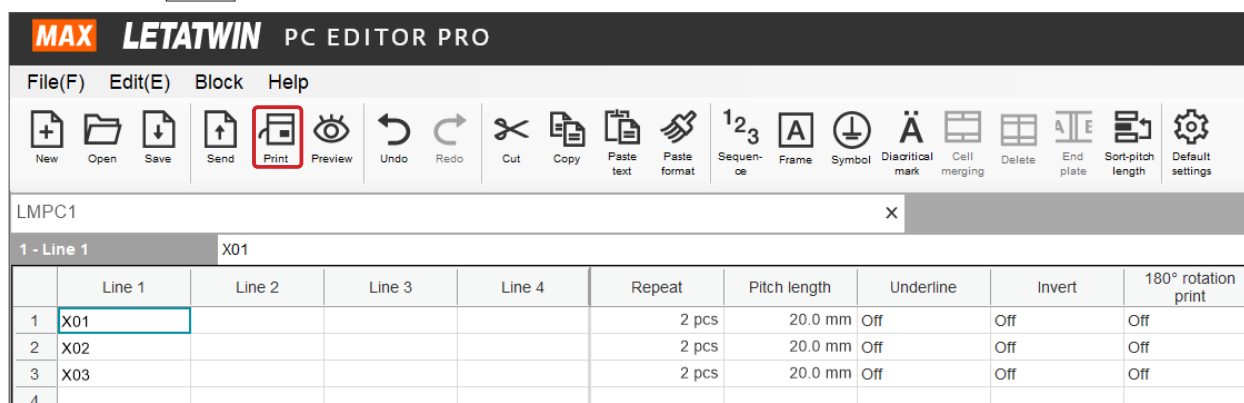 MAX LETATWIN PC EDITOR PRO
File(F) Edit(E) Block Help
New Open Save Send Print Preview Undo Redo Cut Copy Paste text Paste format Sequen-ce Frame Symbol Diacritical mark Cell merging Delete End plate Sort-pitch length Default settings
LMPC1 ×
1 - Line 1 X01
Line 1 Line 2 Line 3 Line 4 Repeat Pitch length Underline Invert 180° rotation print
1 X01 2 pcs 20.0 mm Off Off Off
2 X02 2 pcs 20.0 mm Off Off Off
3 X03 2 pcs 20.0 mm Off Off Off
4